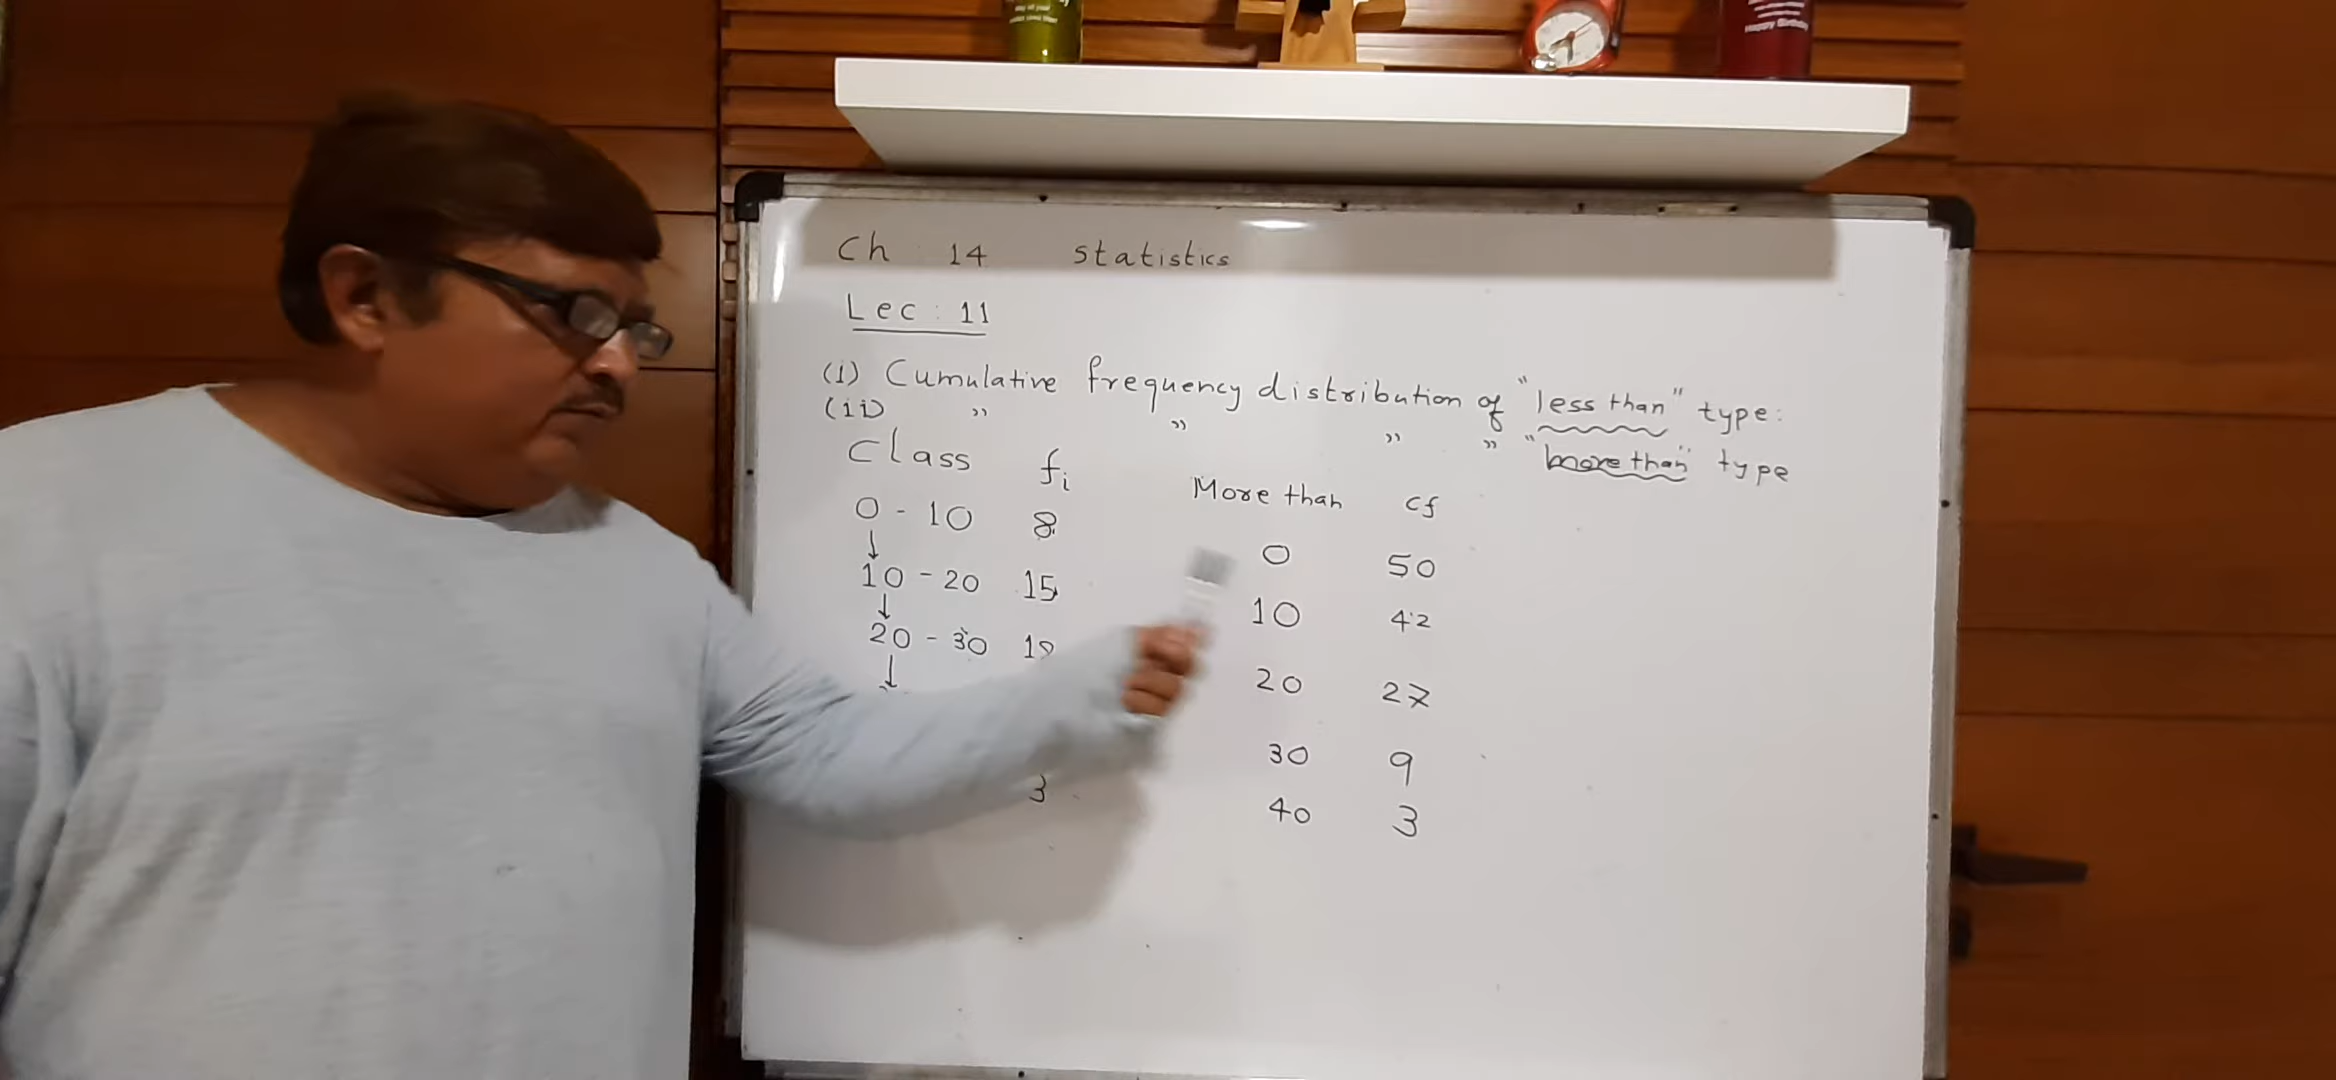 Happy Birthday
Ch 14 statistics
Lec : 11
(i) Cumulative frequency distribution of "less than" type:
(ii) " " " " "more than" type
Class fi More than cf
0 - 10 8 0 50
10 - 20 15 10 42
20 - 30 20 27
30 9
3 40 3